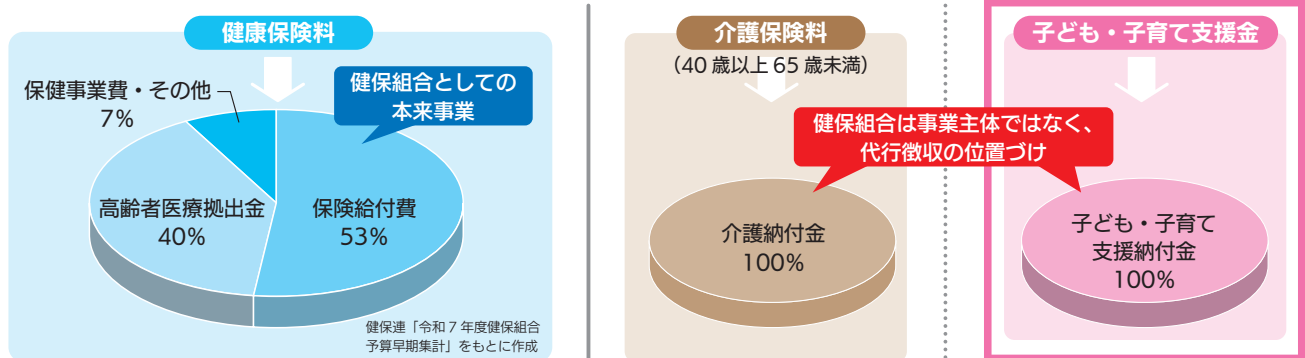 健康保険料
保健事業費・その他
7%
健保組合としての
本来事業
高齢者医療拠出金
40%
保険給付費
53%
健保連「令和7年度健保組合
予算早期集計」をもとに作成
介護保険料
（40歳以上65歳未満）
健保組合は事業主体ではなく、
代行徴収の位置づけ
介護納付金
100%
子ども・子育て支援金
子ども・子育て
支援納付金
100%